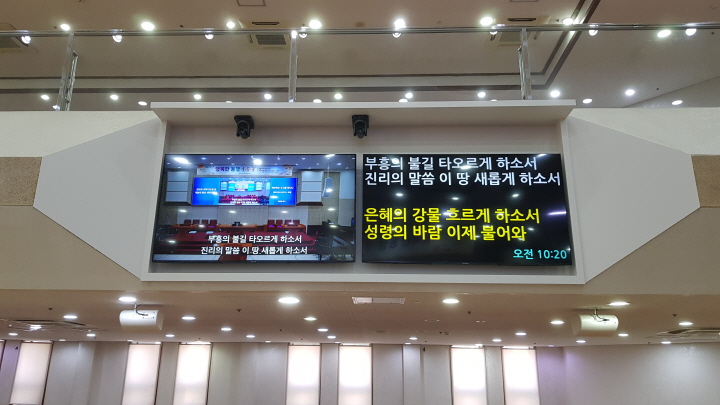 부흥의 불길 타오르게 하소서
진리의 말씀 이 땅 새롭게 하소서
부흥의 불길 타오르게 하소서
진리의 말씀 이 땅 새롭게 하소서
은혜의 강물 흐르게 하소서
성령의 바람 이제 불어와
오전 10:20